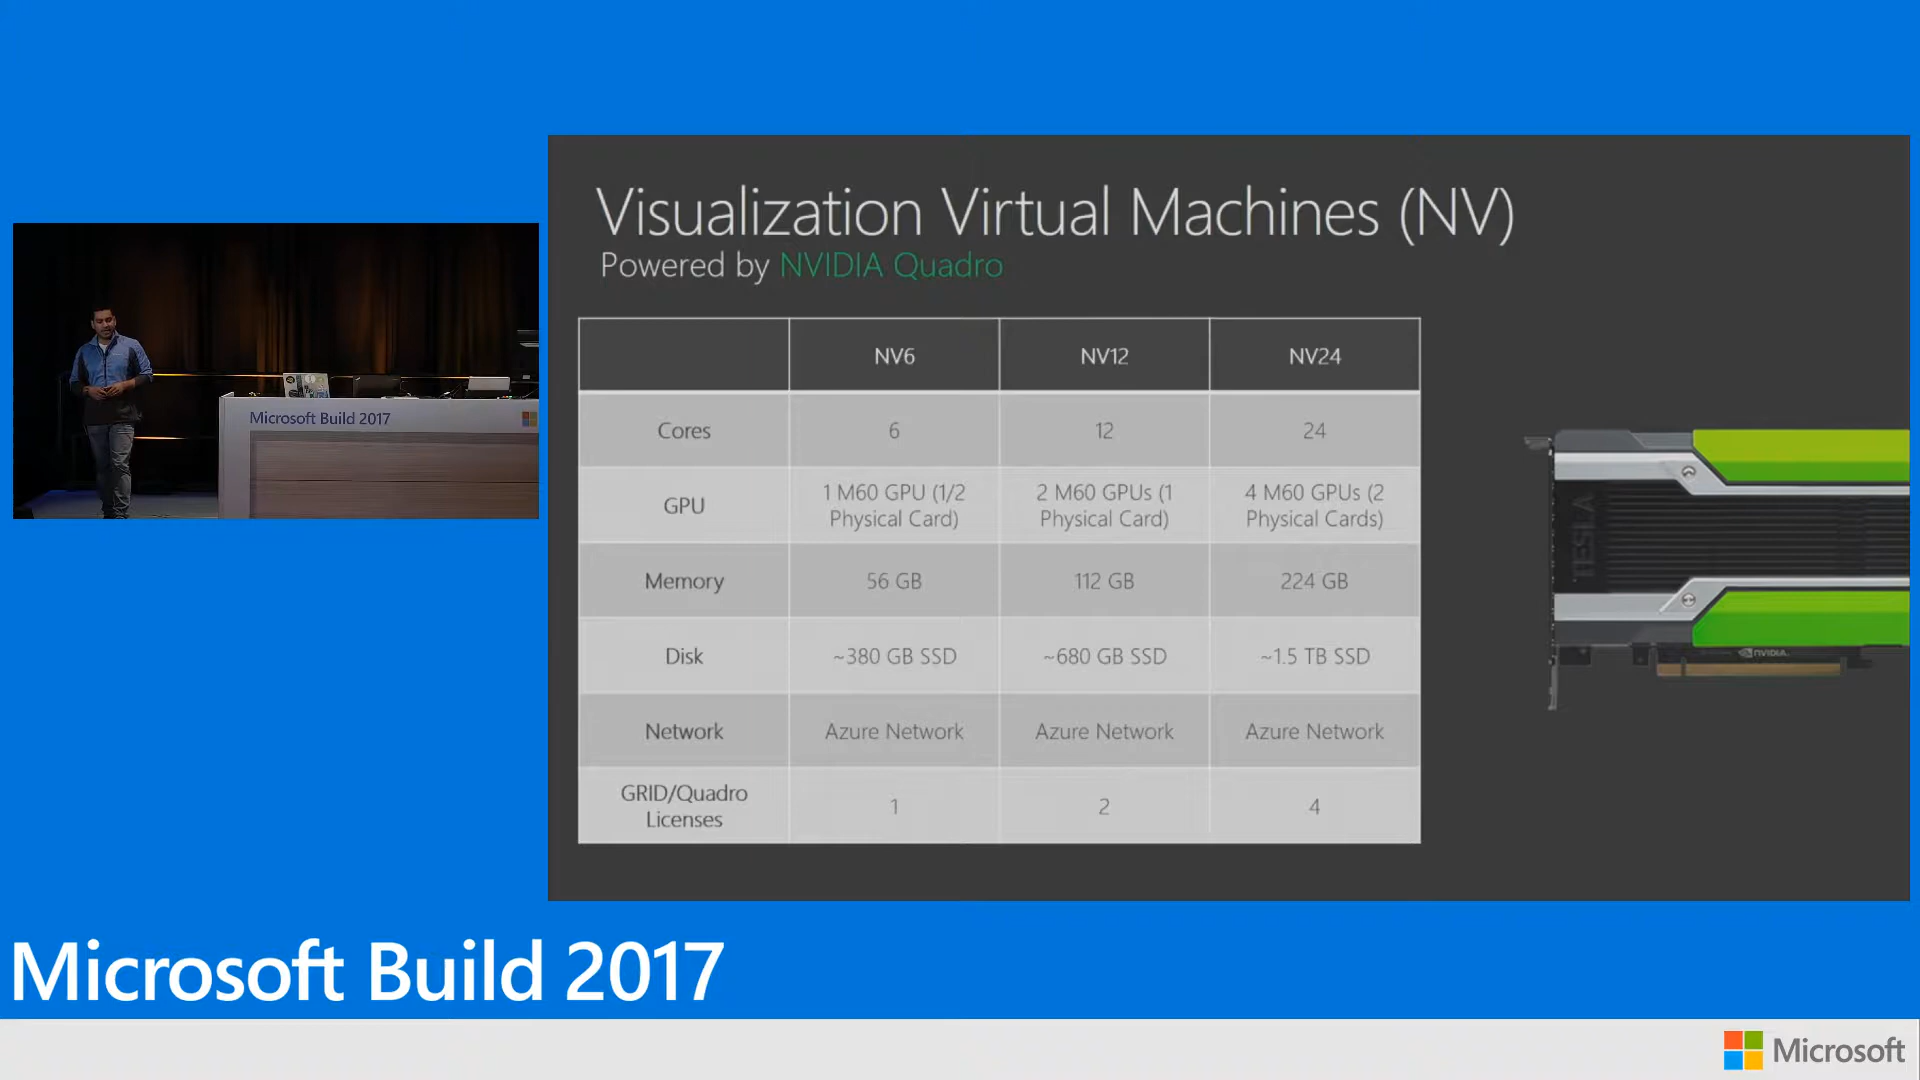 Visualization Virtual Machines (NV)
Powered by NVIDIA Quadro
NV6 NV12 NV24
Cores 6 12 24
GPU 1 M60 GPU (1/2 Physical Card) 2 M60 GPUs (1 Physical Card) 4 M60 GPUs (2 Physical Cards)
Memory 56 GB 112 GB 224 GB
Disk ~380 GB SSD ~680 GB SSD ~1.5 TB SSD
Network Azure Network Azure Network Azure Network
GRID/Quadro Licenses 1 2 4
TESLA
NVIDIA.
Microsoft Build 2017
Microsoft Build 2017
Microsoft